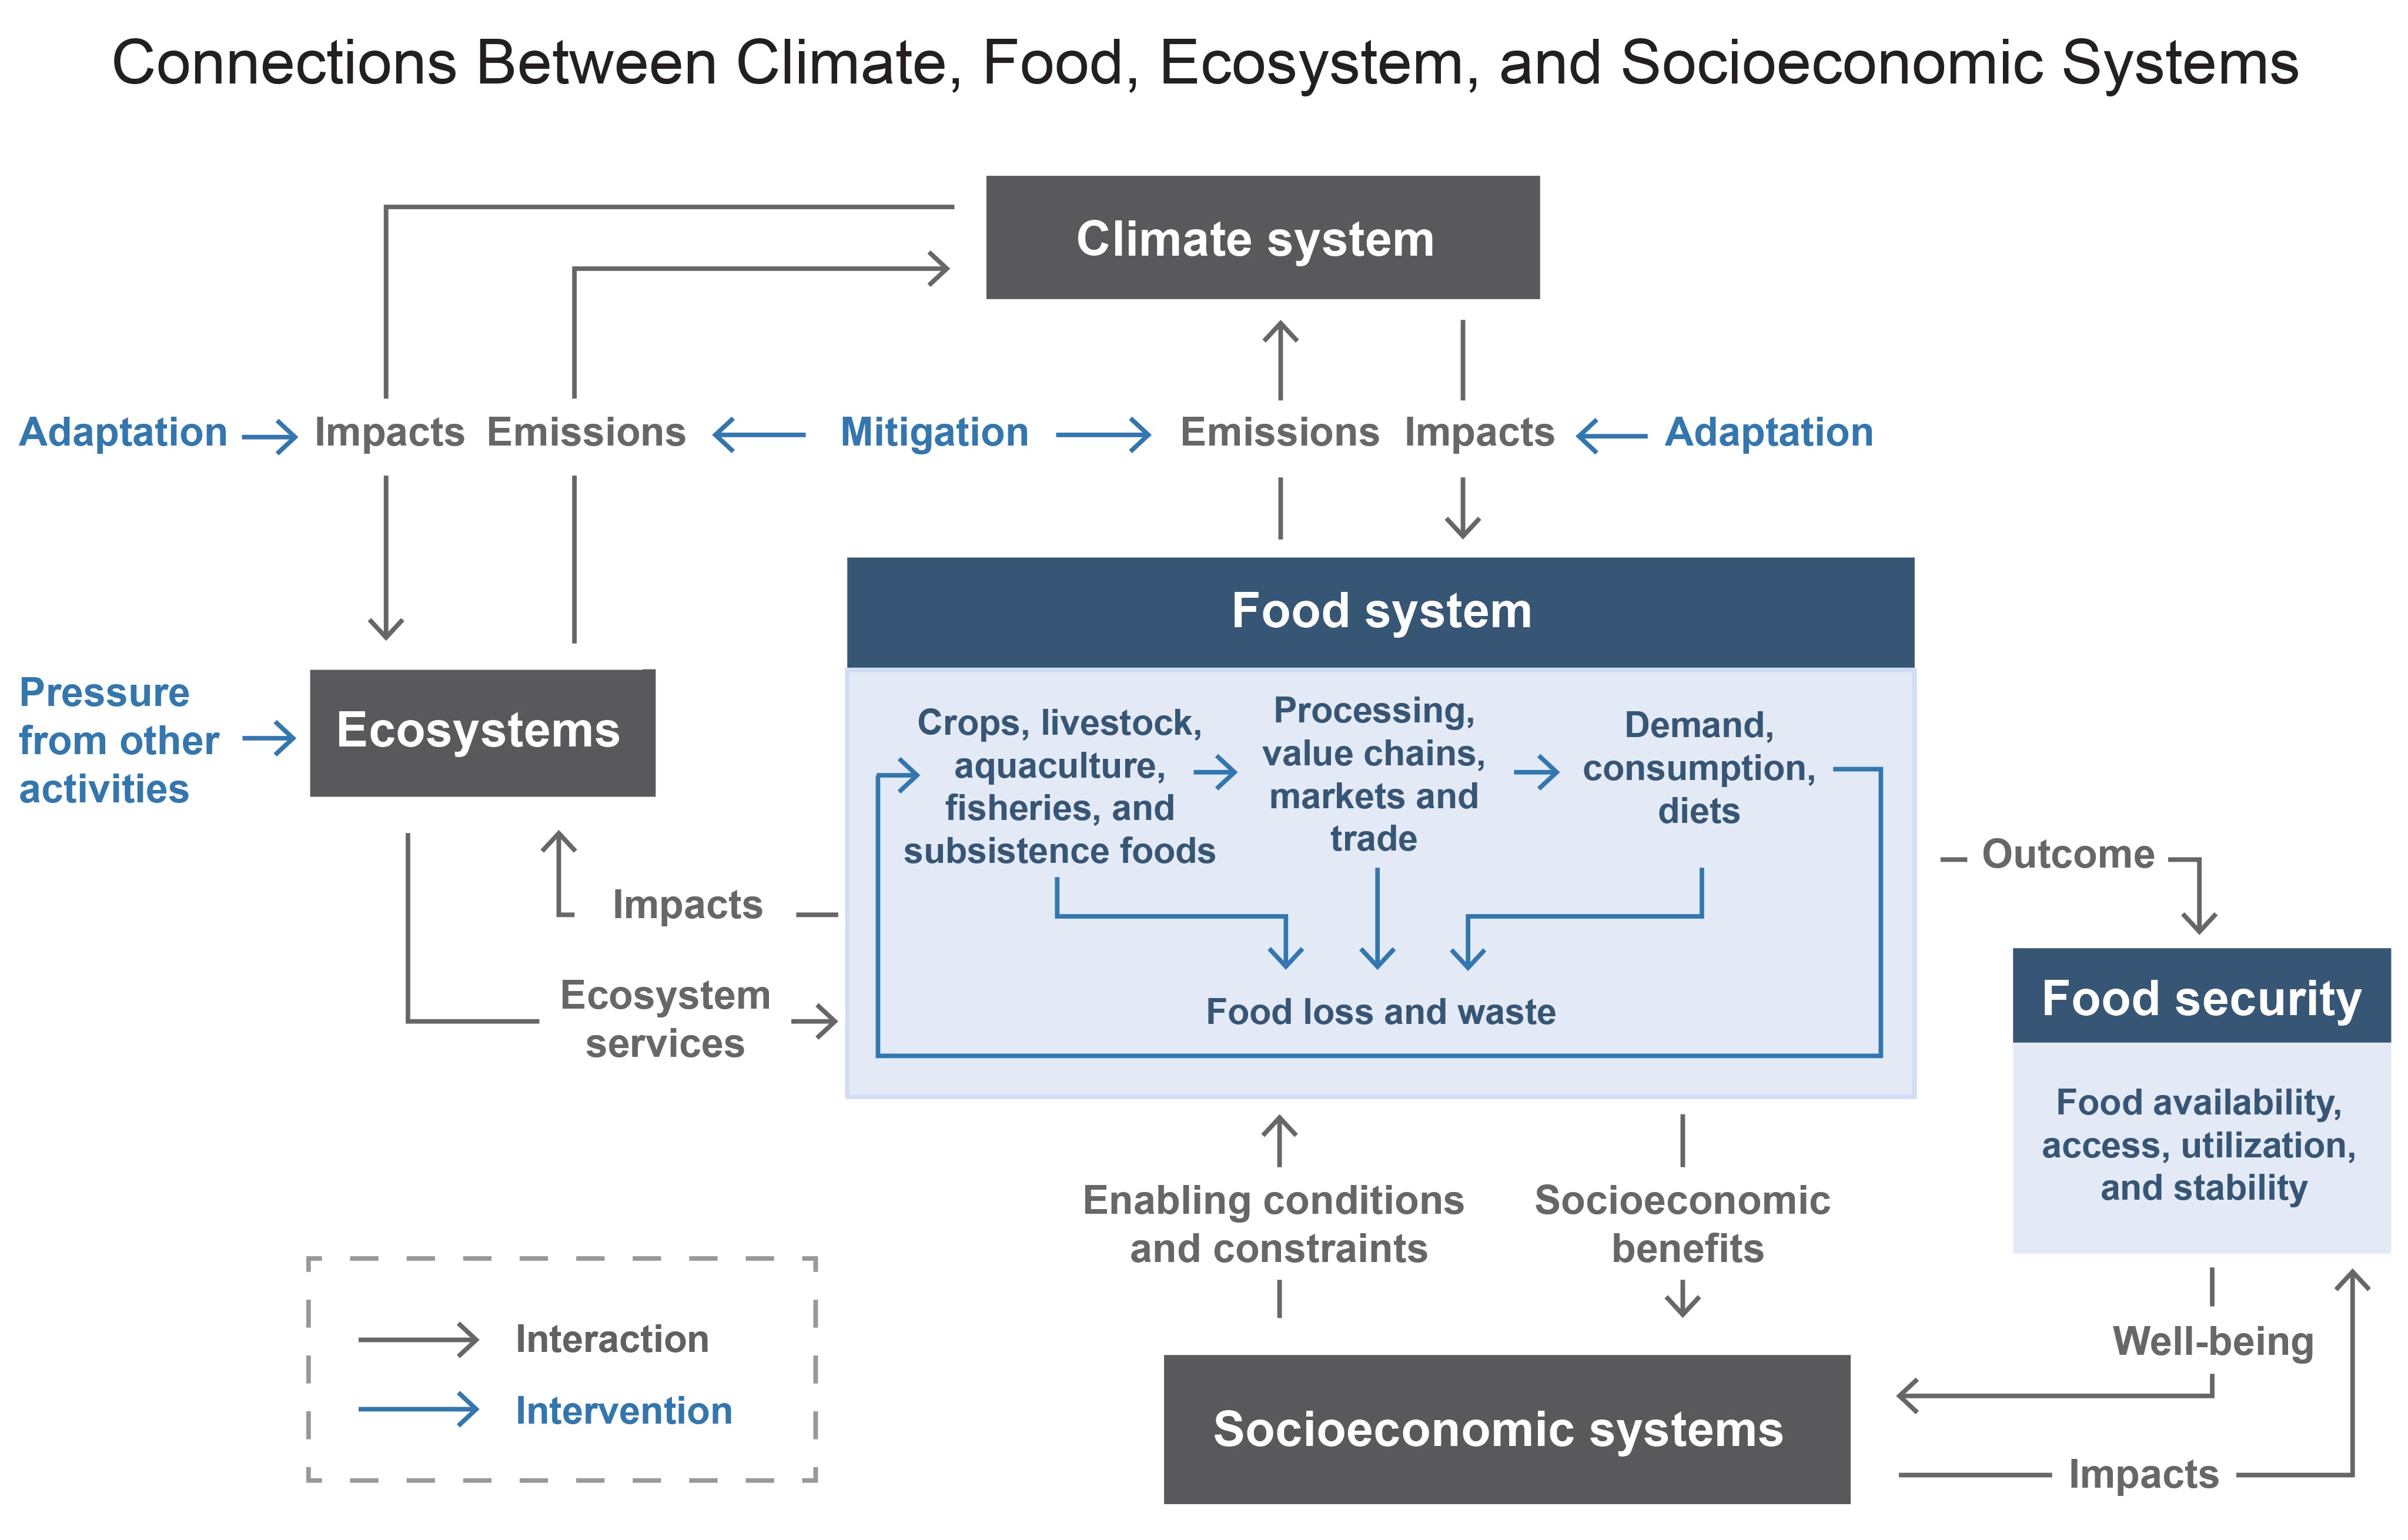 Connections Between Climate, Food, Ecosystem, and Socioeconomic Systems
Climate system
Adaptation
Impacts
Emissions
Mitigation
Emissions
Impacts
Adaptation
Food system
Pressure
from other
activities
Ecosystems
Crops, livestock,
aquaculture,
fisheries, and
subsistence foods
Processing,
value chains,
markets and
trade
Demand,
consumption,
diets
Food loss and waste
Impacts
Ecosystem
services
Outcome
Food security
Food availability,
access, utilization,
and stability
Enabling conditions
and constraints
Socioeconomic
benefits
Well-being
Socioeconomic systems
Impacts
Interaction
Intervention